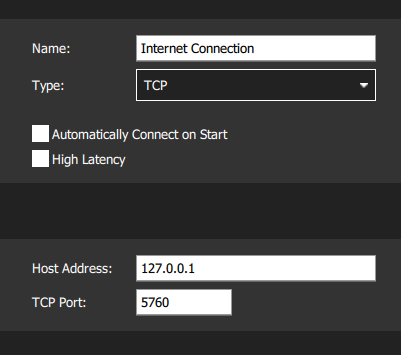 Name: Internet Connection
Type: TCP
Automatically Connect on Start
High Latency
Host Address: 127.0.0.1
TCP Port: 5760